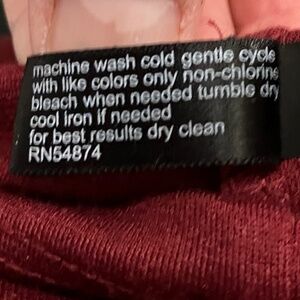 machine wash cold gentle cycle
with like colors only non-chlorine
bleach when needed tumble dry
cool iron if needed
for best results dry clean
RN54874